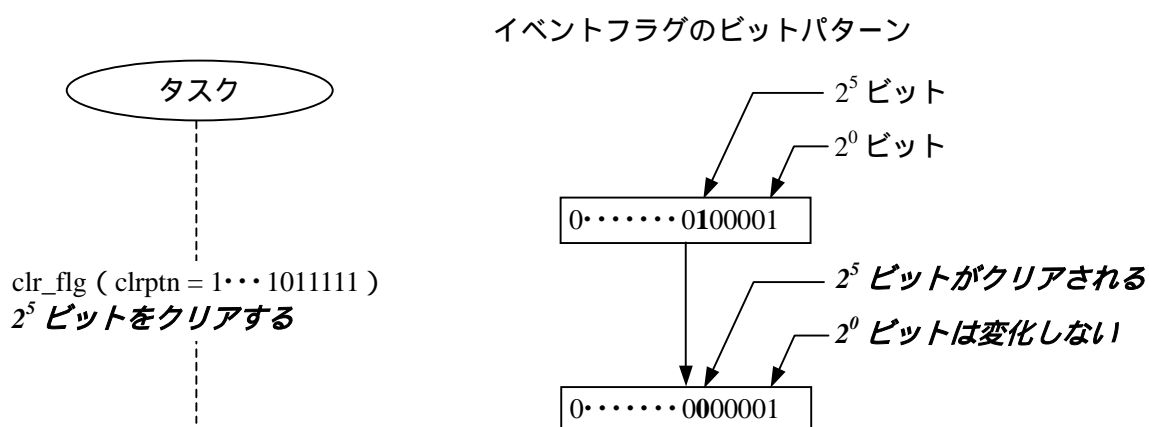 イベントフラグのビットパターン
タスク
2⁵ ビット
2⁰ ビット
0・・・・・・・0100001
clr_flg ( clrptn = 1・・・1011111 )
2⁵ ビットをクリアする
2⁵ ビットがクリアされる
2⁰ ビットは変化しない
0・・・・・・・0000001